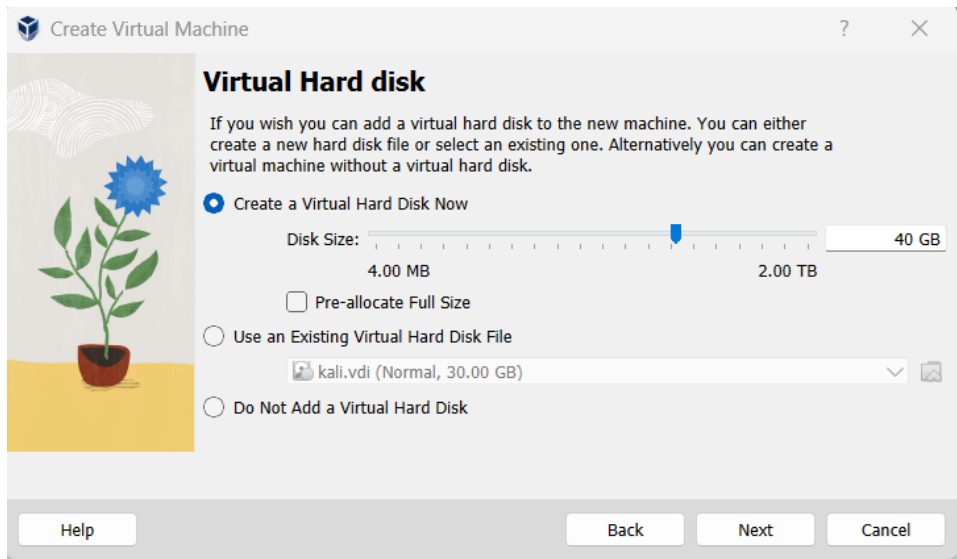 Create Virtual Machine
?
Virtual Hard disk
If you wish you can add a virtual hard disk to the new machine. You can either
create a new hard disk file or select an existing one. Alternatively you can create a
virtual machine without a virtual hard disk.
Create a Virtual Hard Disk Now
Disk Size:
40 GB
4.00 MB
2.00 TB
Pre-allocate Full Size
Use an Existing Virtual Hard Disk File
kali.vdi (Normal, 30.00 GB)
Do Not Add a Virtual Hard Disk
Help
Back
Next
Cancel